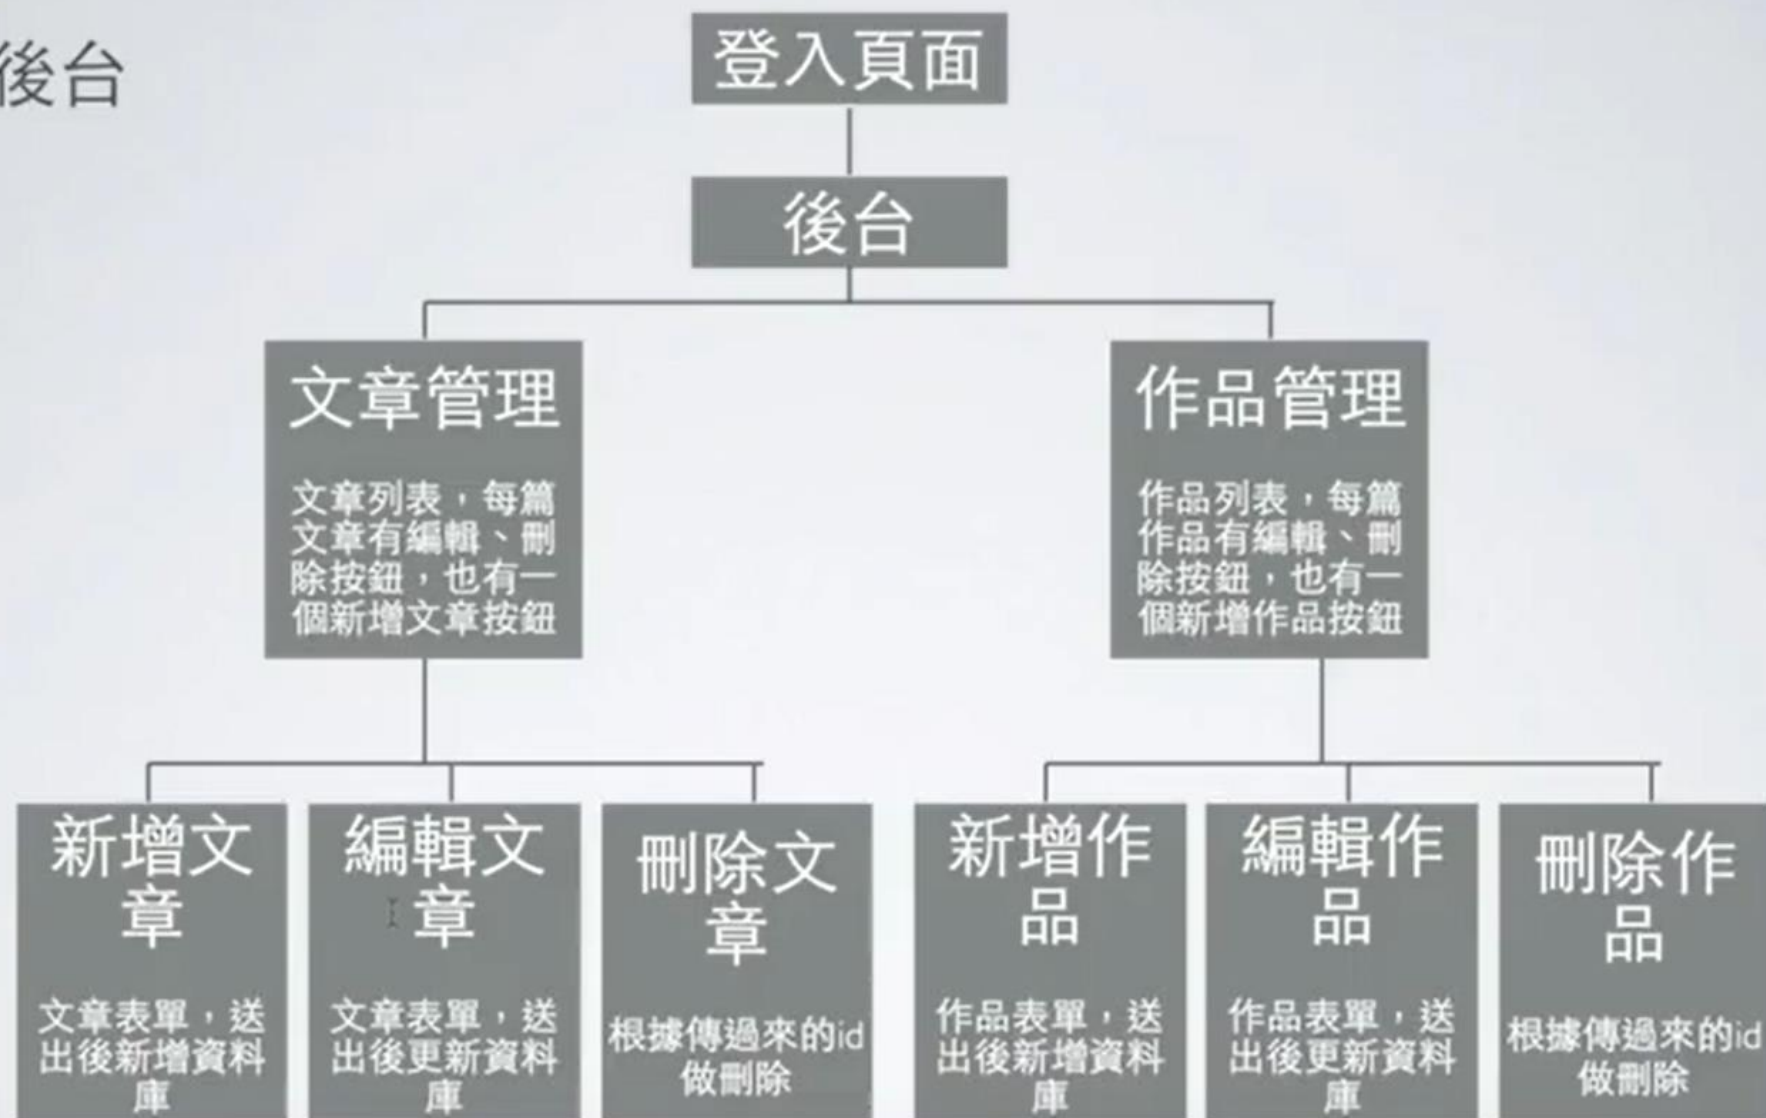 後台
登入頁面
後台
文章管理
文章列表，每篇
文章有編輯、刪
除按鈕，也有一
個新增文章按鈕
作品管理
作品列表，每篇
作品有編輯、刪
除按鈕，也有一
個新增作品按鈕
新增文
章
文章表單，送
出後新增資料
庫
編輯文
章
文章表單，送
出後更新資料
庫
刪除文
章
根據傳過來的id
做刪除
新增作
品
作品表單，送
出後新增資料
庫
編輯作
品
作品表單，送
出後更新資料
庫
刪除作
品
根據傳過來的id
做刪除